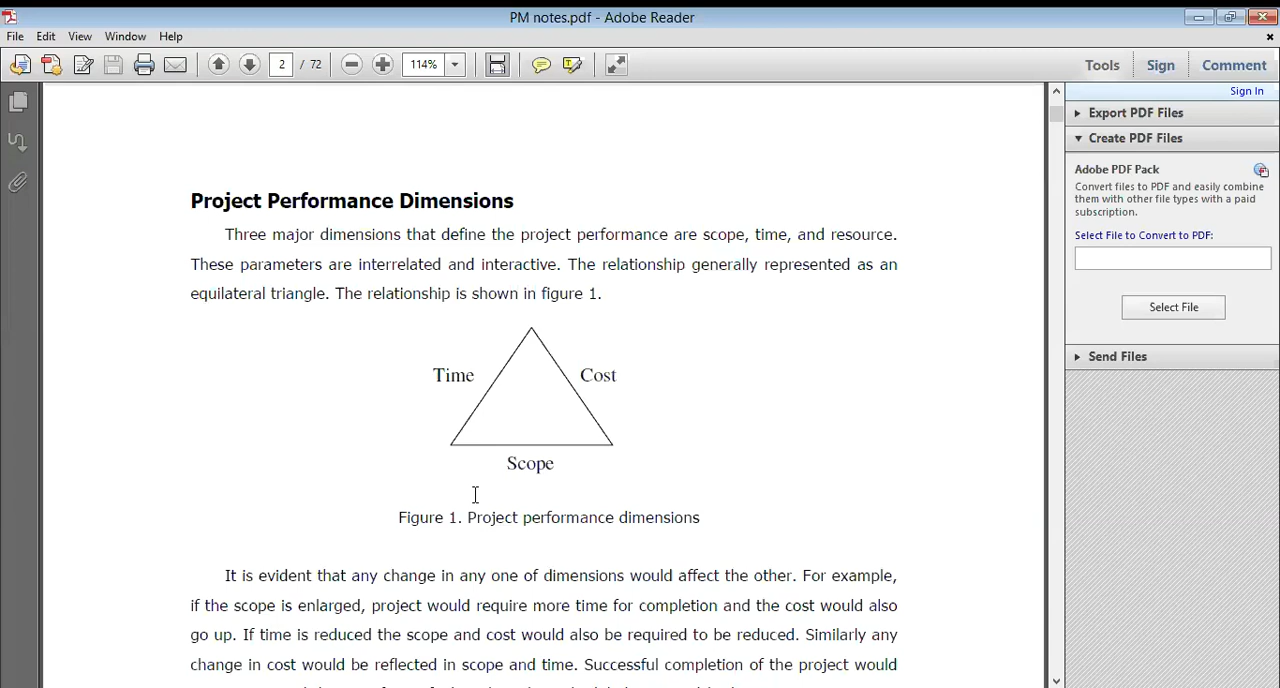 PM notes.pdf - Adobe Reader
File Edit View Window Help
2 / 72 114% Tools Sign Comment
Sign In
Export PDF Files
Create PDF Files
Adobe PDF Pack
Convert files to PDF and easily combine
them with other file types with a paid
subscription.
Select File to Convert to PDF:
Select File
Send Files
Project Performance Dimensions
Three major dimensions that define the project performance are scope, time, and resource.
These parameters are interrelated and interactive. The relationship generally represented as an
equilateral triangle. The relationship is shown in figure 1.
Time Cost
Scope
Figure 1. Project performance dimensions
It is evident that any change in any one of dimensions would affect the other. For example,
if the scope is enlarged, project would require more time for completion and the cost would also
go up. If time is reduced the scope and cost would also be required to be reduced. Similarly any
change in cost would be reflected in scope and time. Successful completion of the project would